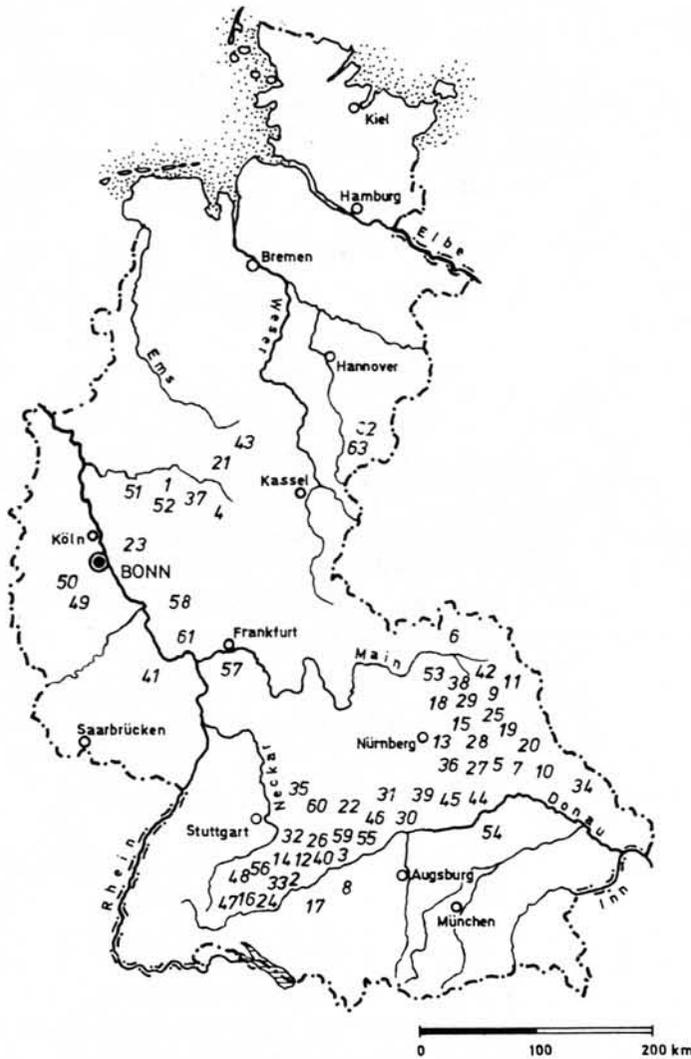 Kiel
Hamburg
Elbe
Bremen
Weser
Ems
Hannover
43
63
21
Kassel
51 1 37
52 4
Köln 23
BONN
50
49 58
6
61 Frankfurt
Main
57
41 53 42 11
38 9
18 29
25
Saarbrücken 15 19
Nürnberg 13 28 20
36 27 5 7 10
34
Neckar
35 31 39 45 44
60 22
Donau
46 30
Stuttgart
32 26 59 55 54
14 12 40 3
56
48 Augsburg
33 2 8
Rhein
47 16 24 17
Inn
München
0 100 200 km